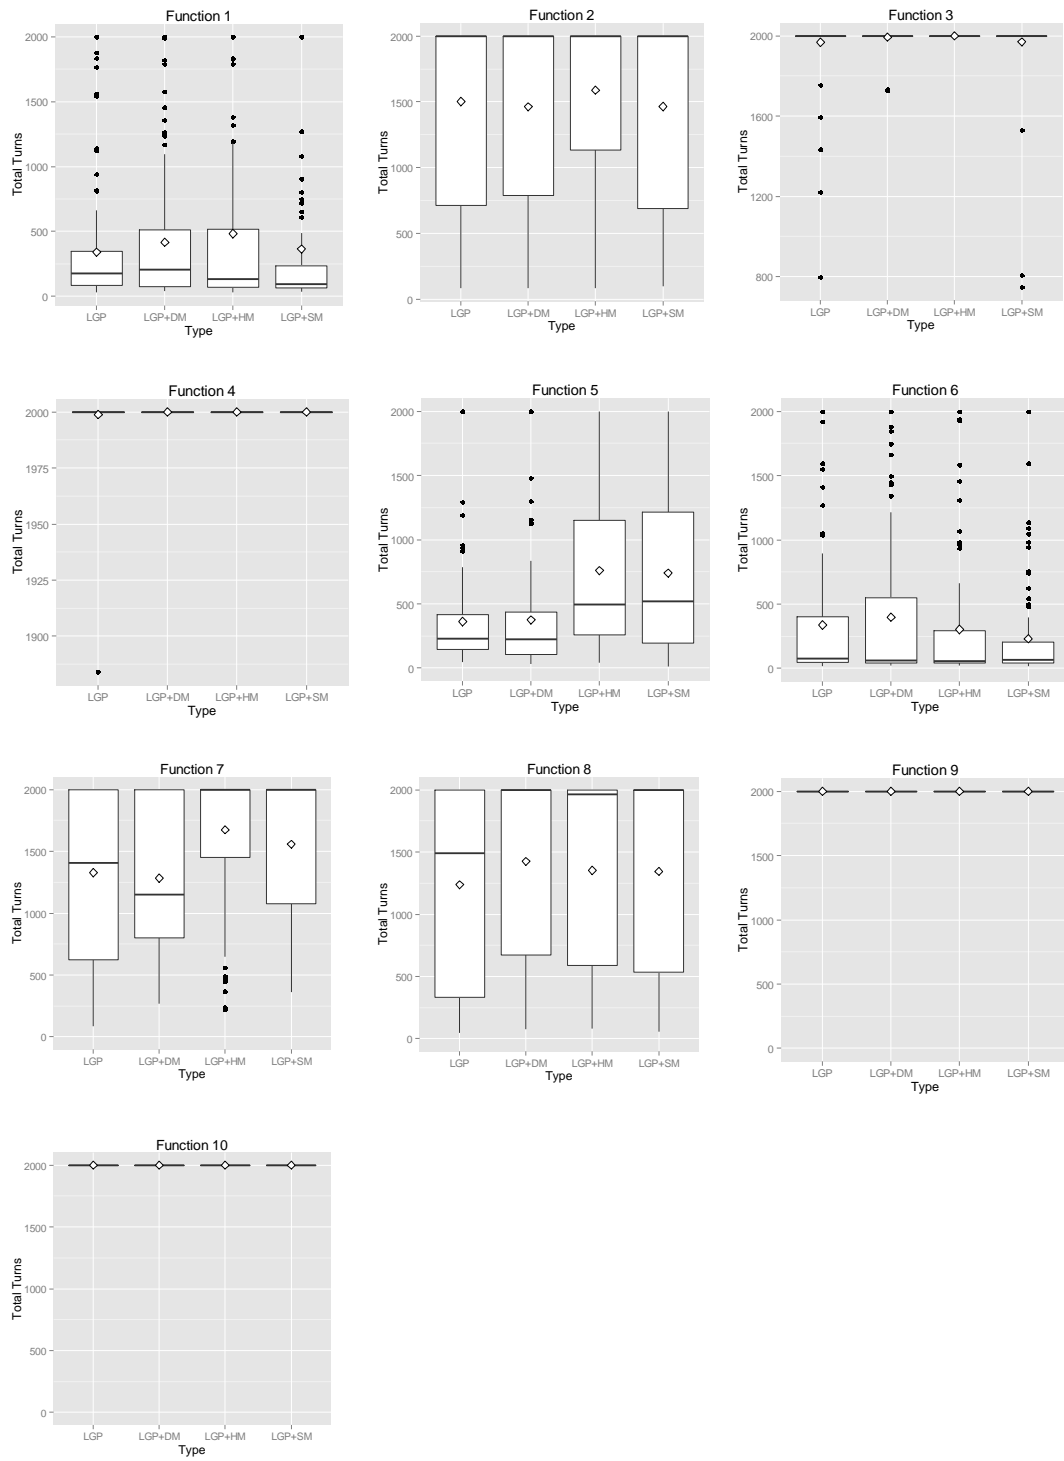 Function 1
2000
1500
1000
500
0
Total Turns
LGP LGP+DM LGP+HM LGP+SM
Type
Function 2
2000
1500
1000
500
0
Total Turns
LGP LGP+DM LGP+HM LGP+SM
Type
Function 3
2000
1600
1200
800
Total Turns
LGP LGP+DM LGP+HM LGP+SM
Type
Function 4
2000
1975
1950
1925
1900
Total Turns
LGP LGP+DM LGP+HM LGP+SM
Type
Function 5
2000
1500
1000
500
0
Total Turns
LGP LGP+DM LGP+HM LGP+SM
Type
Function 6
2000
1500
1000
500
0
Total Turns
LGP LGP+DM LGP+HM LGP+SM
Type
Function 7
2000
1500
1000
500
0
Total Turns
LGP LGP+DM LGP+HM LGP+SM
Type
Function 8
2000
1500
1000
500
0
Total Turns
LGP LGP+DM LGP+HM LGP+SM
Type
Function 9
2000
1500
1000
500
0
Total Turns
LGP LGP+DM LGP+HM LGP+SM
Type
Function 10
2000
1500
1000
500
0
Total Turns
LGP LGP+DM LGP+HM LGP+SM
Type